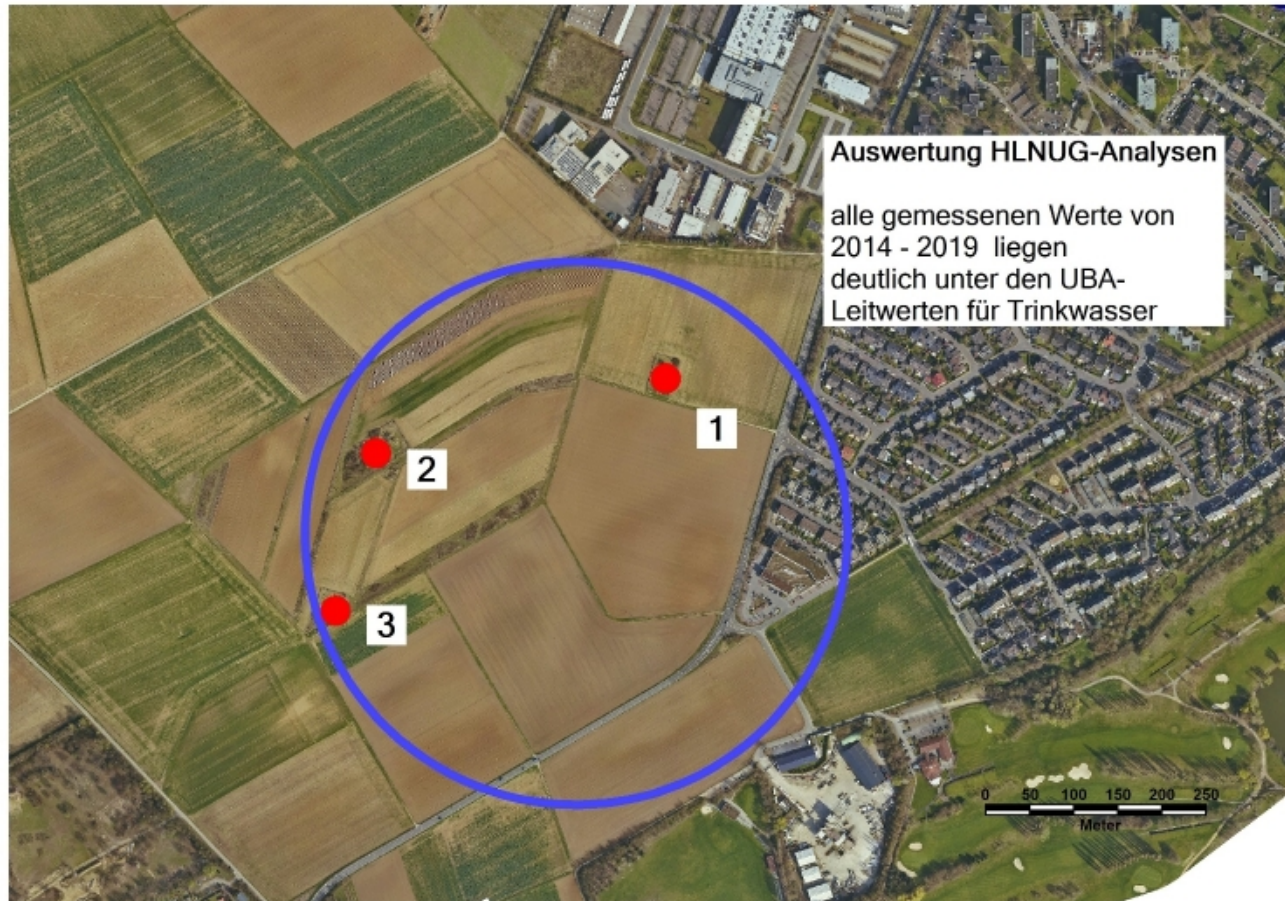 Auswertung HLNUG-Analysen
alle gemessenen Werte von
2014 - 2019 liegen
deutlich unter den UBA-
Leitwerten für Trinkwasser
1
2
3
0 50 100 150 200 250
Meter